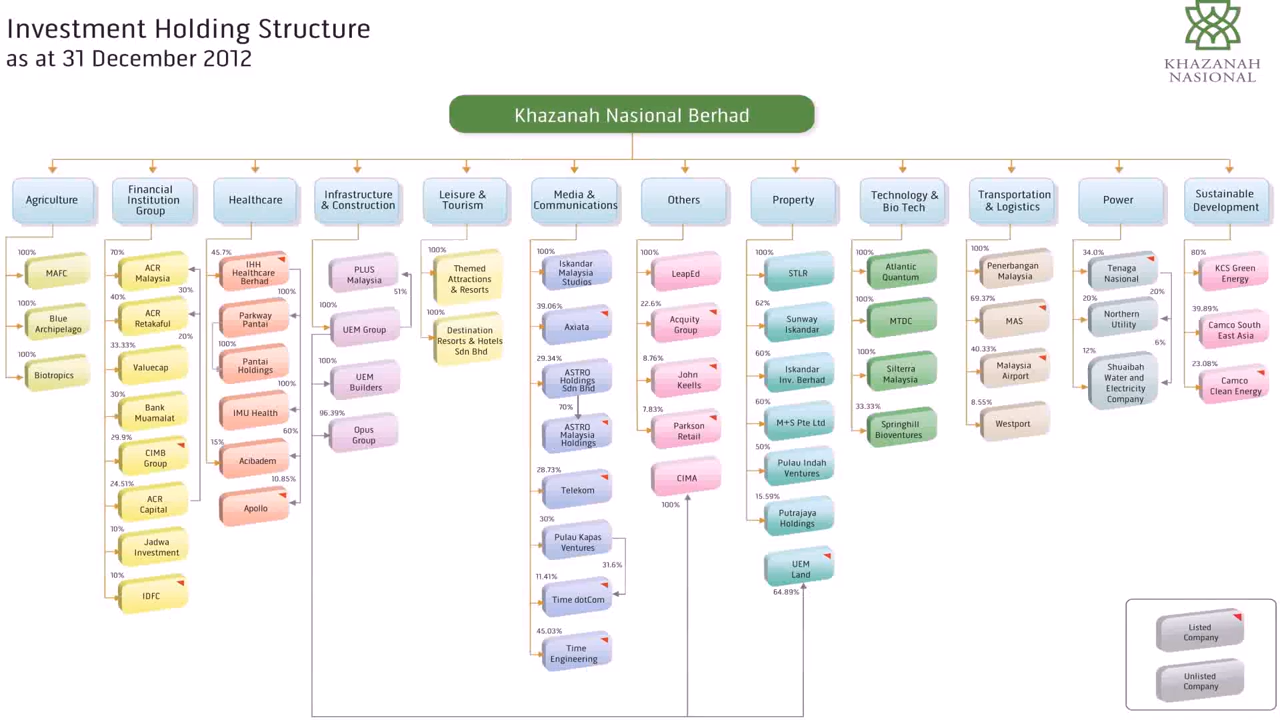 Investment Holding Structure
as at 31 December 2012
KHAZANAH
NASIONAL
Khazanah Nasional Berhad
Agriculture
100%
MAFC
100%
Blue
Archipelago
100%
Biotropics
Financial
Institution
Group
70%
ACR
Malaysia
30%
40%
ACR
Retakaful
20%
33.33%
Valuecap
30%
Bank
Muamalat
29.9%
CIMB
Group
24.51%
ACR
Capital
10%
Jadwa
Investment
10%
IDFC
Healthcare
45.7%
IHH
Healthcare
Berhad
100%
Parkway
Pantai
100%
Pantai
Holdings
100%
IMU Health
60%
15%
Acibadem
10.85%
Apollo
Infrastructure
& Construction
PLUS
Malaysia
51%
100%
UEM Group
100%
UEM
Builders
96.39%
Opus
Group
Leisure &
Tourism
100%
Themed
Attractions
& Resorts
100%
Destination
Resorts & Hotels
Sdn Bhd
Media &
Communications
100%
Iskandar
Malaysia
Studios
39.06%
Axiata
29.34%
ASTRO
Holdings
Sdn Bhd
70%
ASTRO
Malaysia
Holdings
28.73%
Telekom
30%
Pulau Kapas
Ventures
31.6%
11.41%
Time dotCom
45.03%
Time
Engineering
Others
100%
LeapEd
22.6%
Acquity
Group
8.76%
John
Keells
7.83%
Parkson
Retail
CIMA
100%
Property
100%
STLR
62%
Sunway
Iskandar
60%
Iskandar
Inv. Berhad
60%
M+S Pte Ltd
50%
Pulau Indah
Ventures
15.59%
Putrajaya
Holdings
UEM
Land
64.89%
Technology &
Bio Tech
100%
Atlantic
Quantum
100%
MTDC
100%
Silterra
Malaysia
33.33%
Springhill
Bioventures
Transportation
& Logistics
100%
Penerbangan
Malaysia
69.37%
MAS
40.33%
Malaysia
Airport
8.55%
Westport
Power
34.0%
Tenaga
Nasional
20%
20%
Northern
Utility
6%
12%
Shuaibah
Water and
Electricity
Company
Sustainable
Development
80%
KCS Green
Energy
39.89%
Camco South
East Asia
23.08%
Camco
Clean Energy
Listed
Company
Unlisted
Company